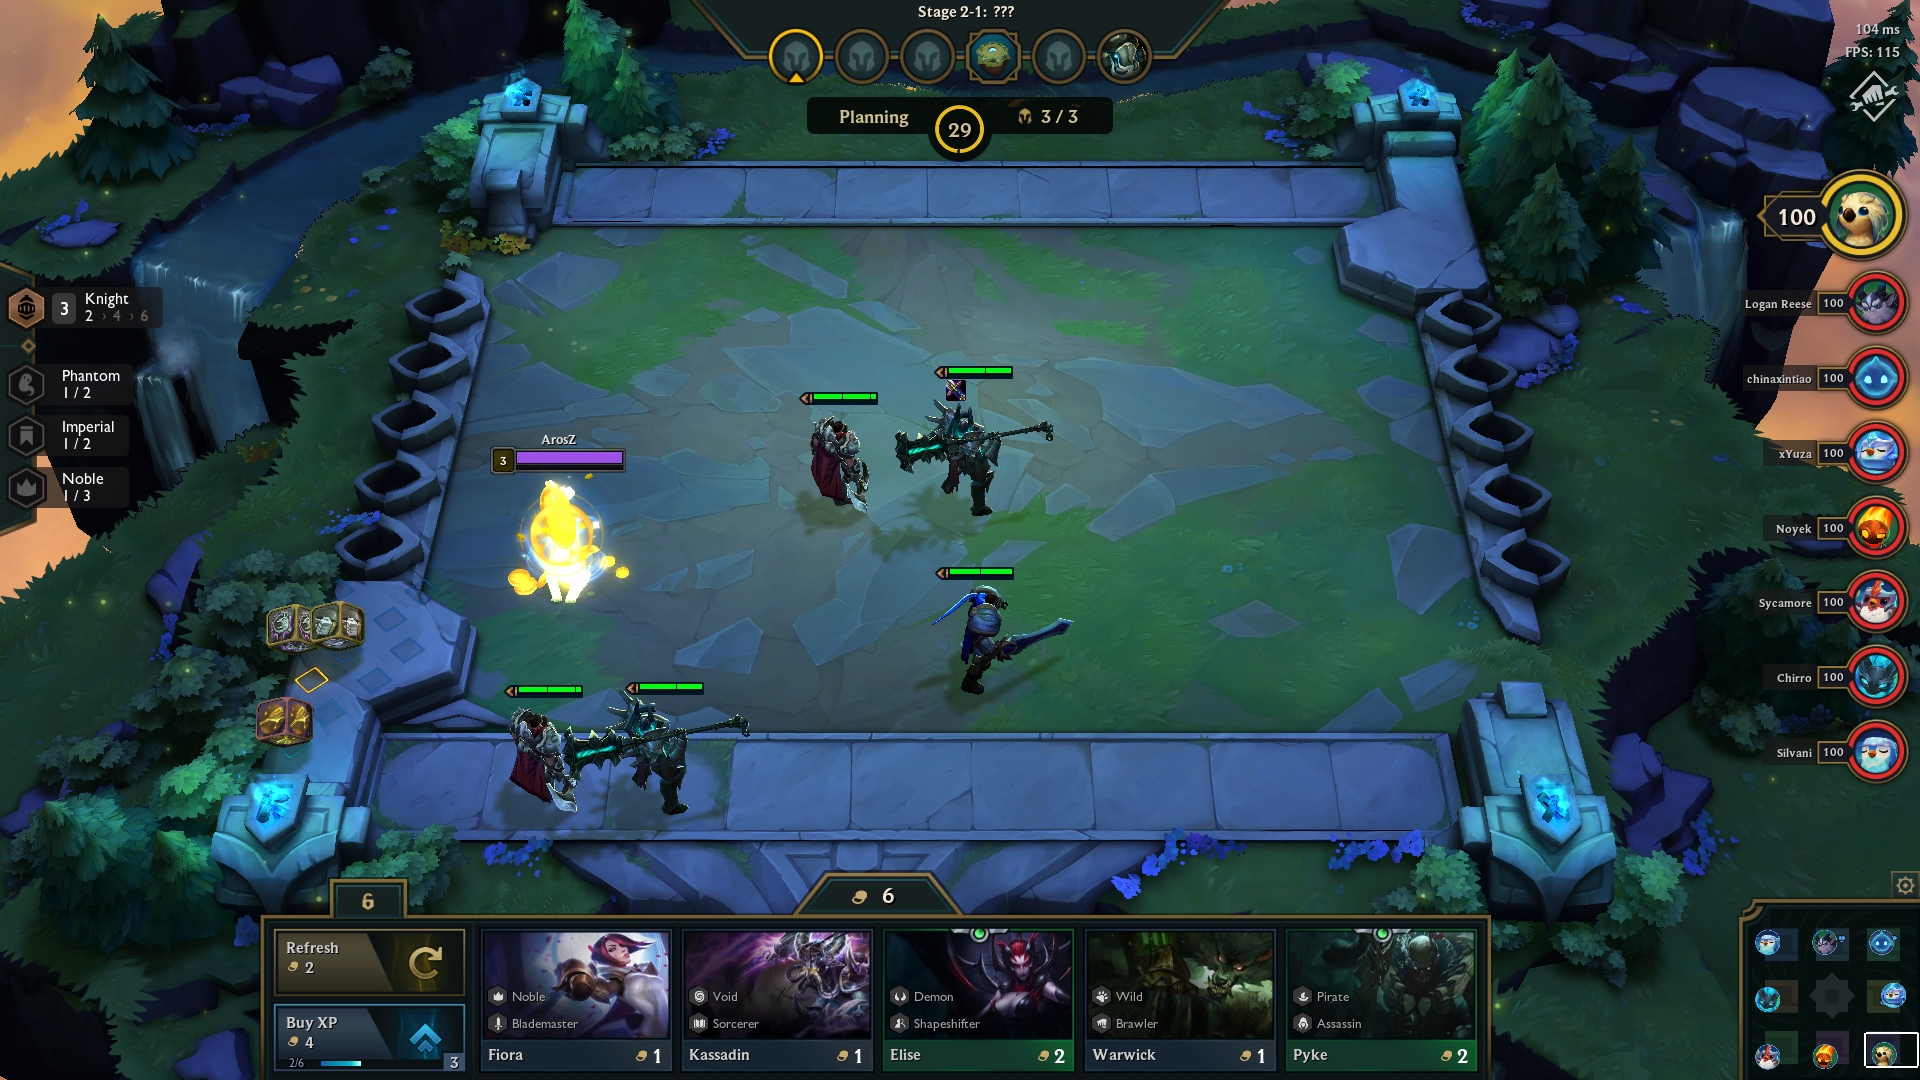 Stage 2-1: ???
104 ms
FPS: 115
Planning
29
3 / 3
100
3
Knight
2 › 4 › 6
Phantom
1 / 2
Imperial
1 / 2
Noble
1 / 3
Logan Reese 100
chinaxintiao 100
xYuza 100
Noyek 100
Sycamore 100
Chirro 100
Silvani 100
ArosZ
3
6
6
Refresh
2
Buy XP
4
2/6
3
Noble
Blademaster
Fiora 1
Void
Sorcerer
Kassadin 1
Demon
Shapeshifter
Elise 2
Wild
Brawler
Warwick 1
Pirate
Assassin
Pyke 2